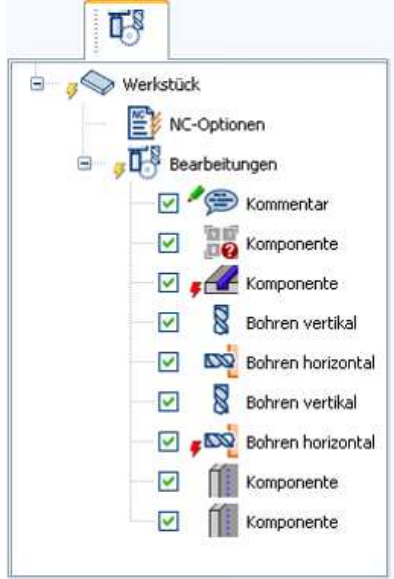 Werkstück
NC-Optionen
Bearbeitungen
Kommentar
Komponente
Komponente
Bohren vertikal
Bohren horizontal
Bohren vertikal
Bohren horizontal
Komponente
Komponente